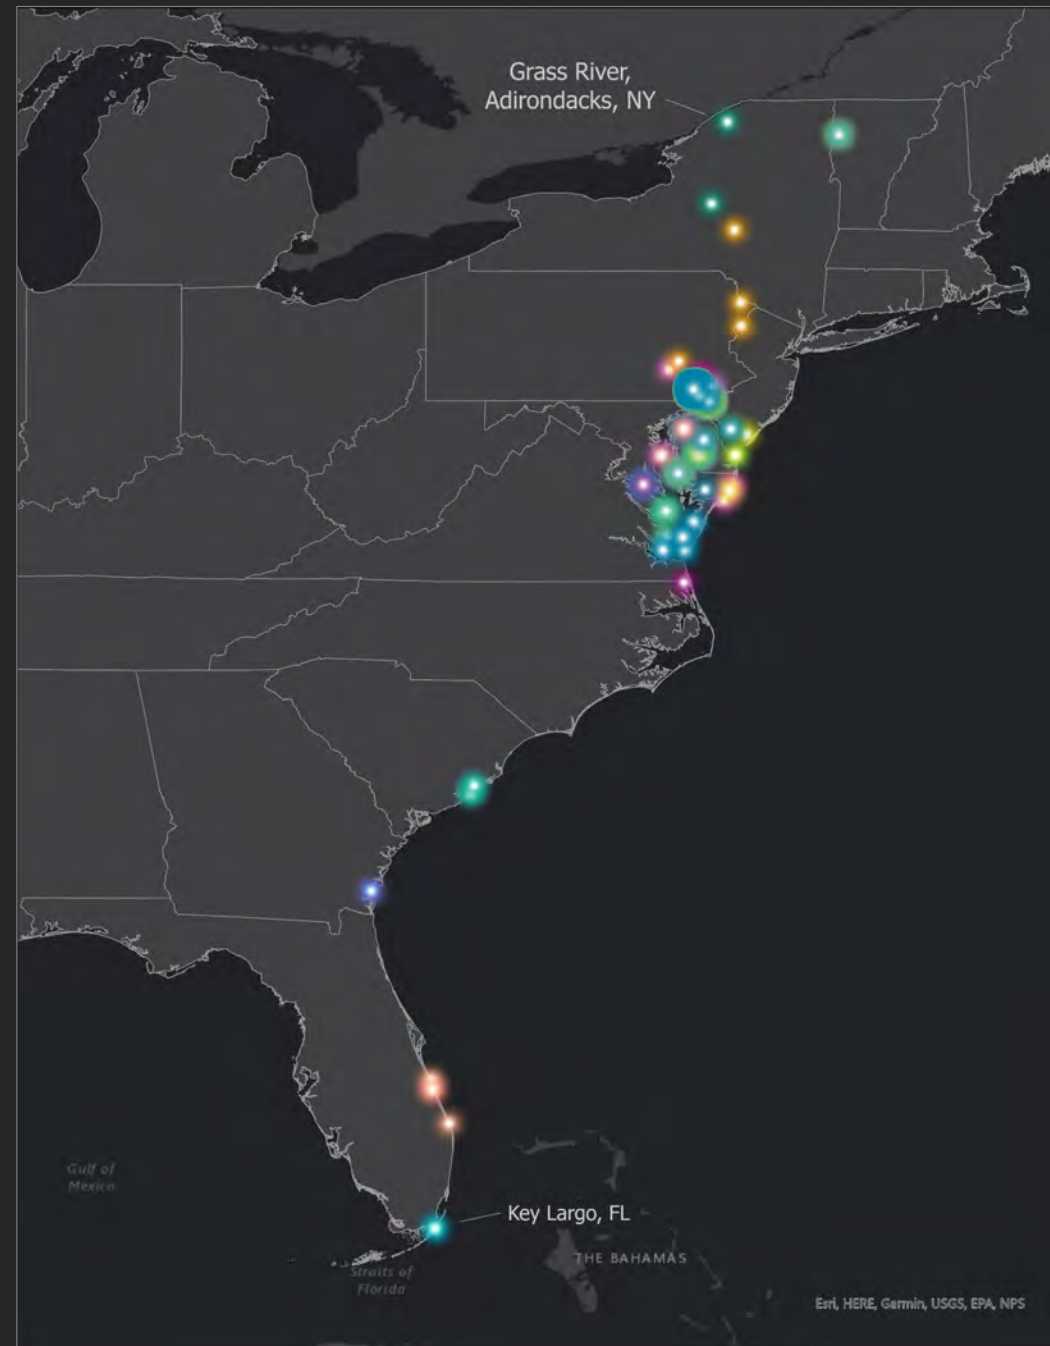 Grass River,
Adirondacks, NY
Gulf of
Mexico
Key Largo, FL
THE BAHAMAS
Straits of
Florida
Esri, HERE, Garmin, USGS, EPA, NPS